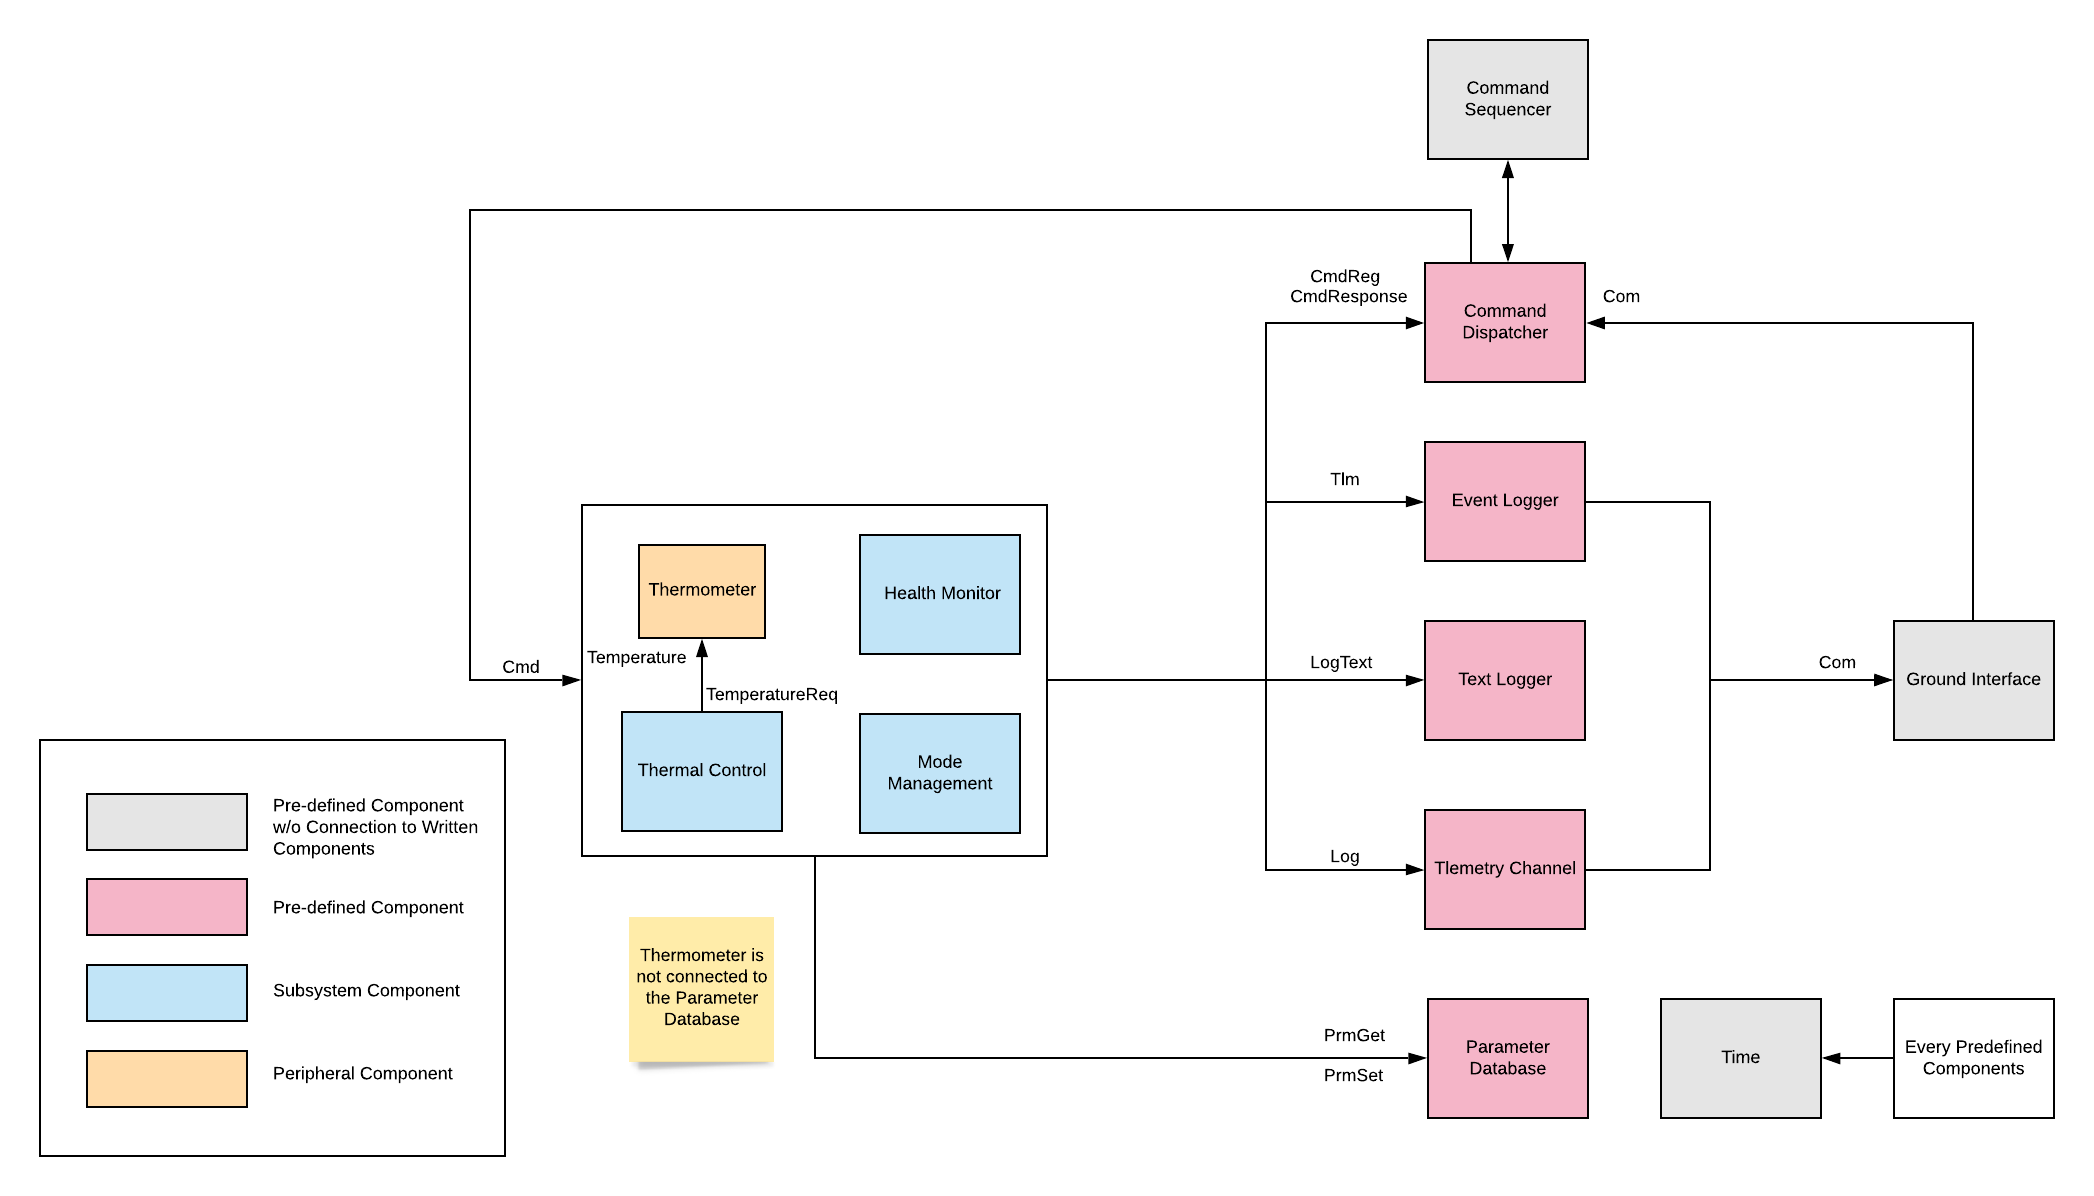 Command
Sequencer
CmdReg
CmdResponse
Command
Dispatcher
Com
Tlm
Event Logger
Thermometer
Health Monitor
Temperature
Cmd
TemperatureReq
LogText
Text Logger
Com
Ground Interface
Thermal Control
Mode
Management
Log
Tlemetry Channel
Pre-defined Component
w/o Connection to Written
Components
Pre-defined Component
Subsystem Component
Peripheral Component
Thermometer is
not connected to
the Parameter
Database
PrmGet
PrmSet
Parameter
Database
Time
Every Predefined
Components